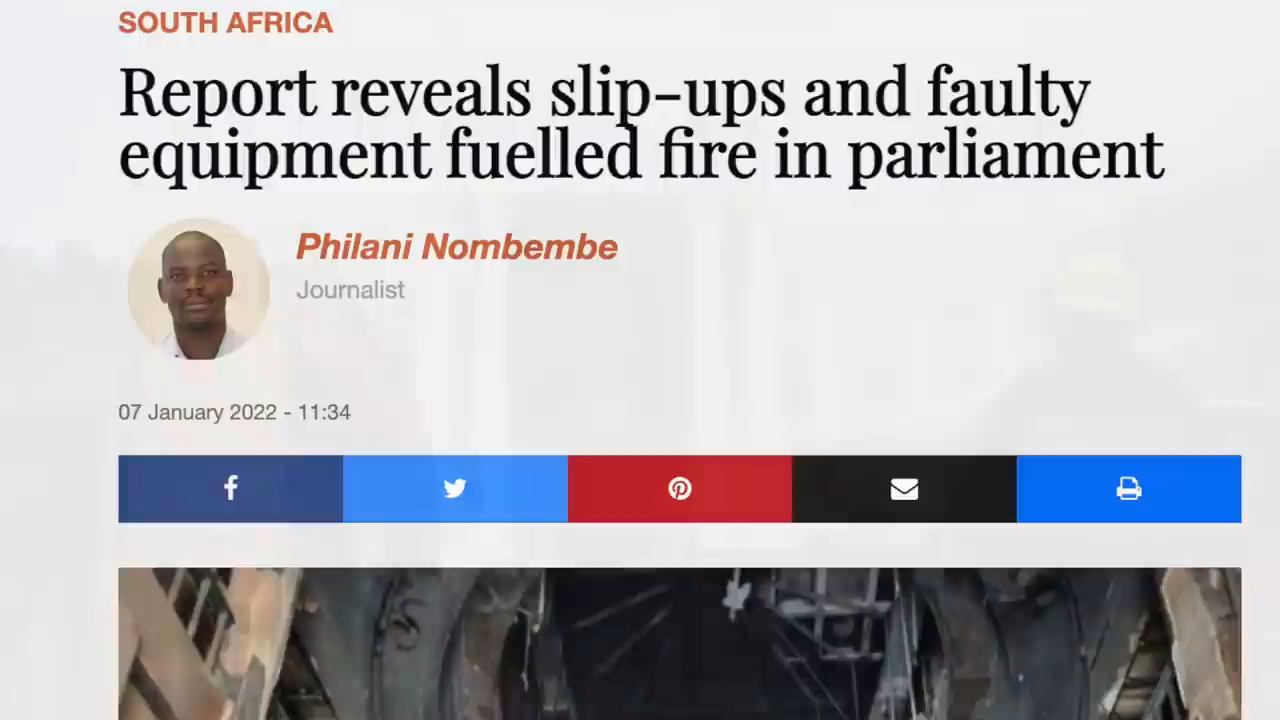 SOUTH AFRICA
Report reveals slip-ups and faulty
equipment fuelled fire in parliament
Philani Nombembe
Journalist
07 January 2022 - 11:34